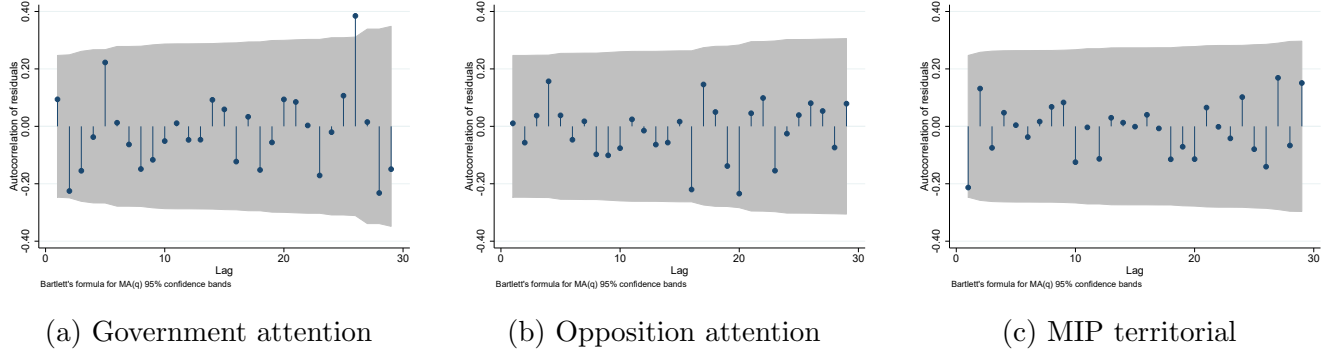 0.40
0.20
0.00
-0.20
-0.40
Autocorrelation of residuals
0
10
20
30
Lag
Bartlett's formula for MA(q) 95% confidence bands
(a) Government attention
0.40
0.20
0.00
-0.20
-0.40
Autocorrelation of residuals
0
10
20
30
Lag
Bartlett's formula for MA(q) 95% confidence bands
(b) Opposition attention
0.40
0.20
0.00
-0.20
-0.40
Autocorrelation of residuals
0
10
20
30
Lag
Bartlett's formula for MA(q) 95% confidence bands
(c) MIP territorial